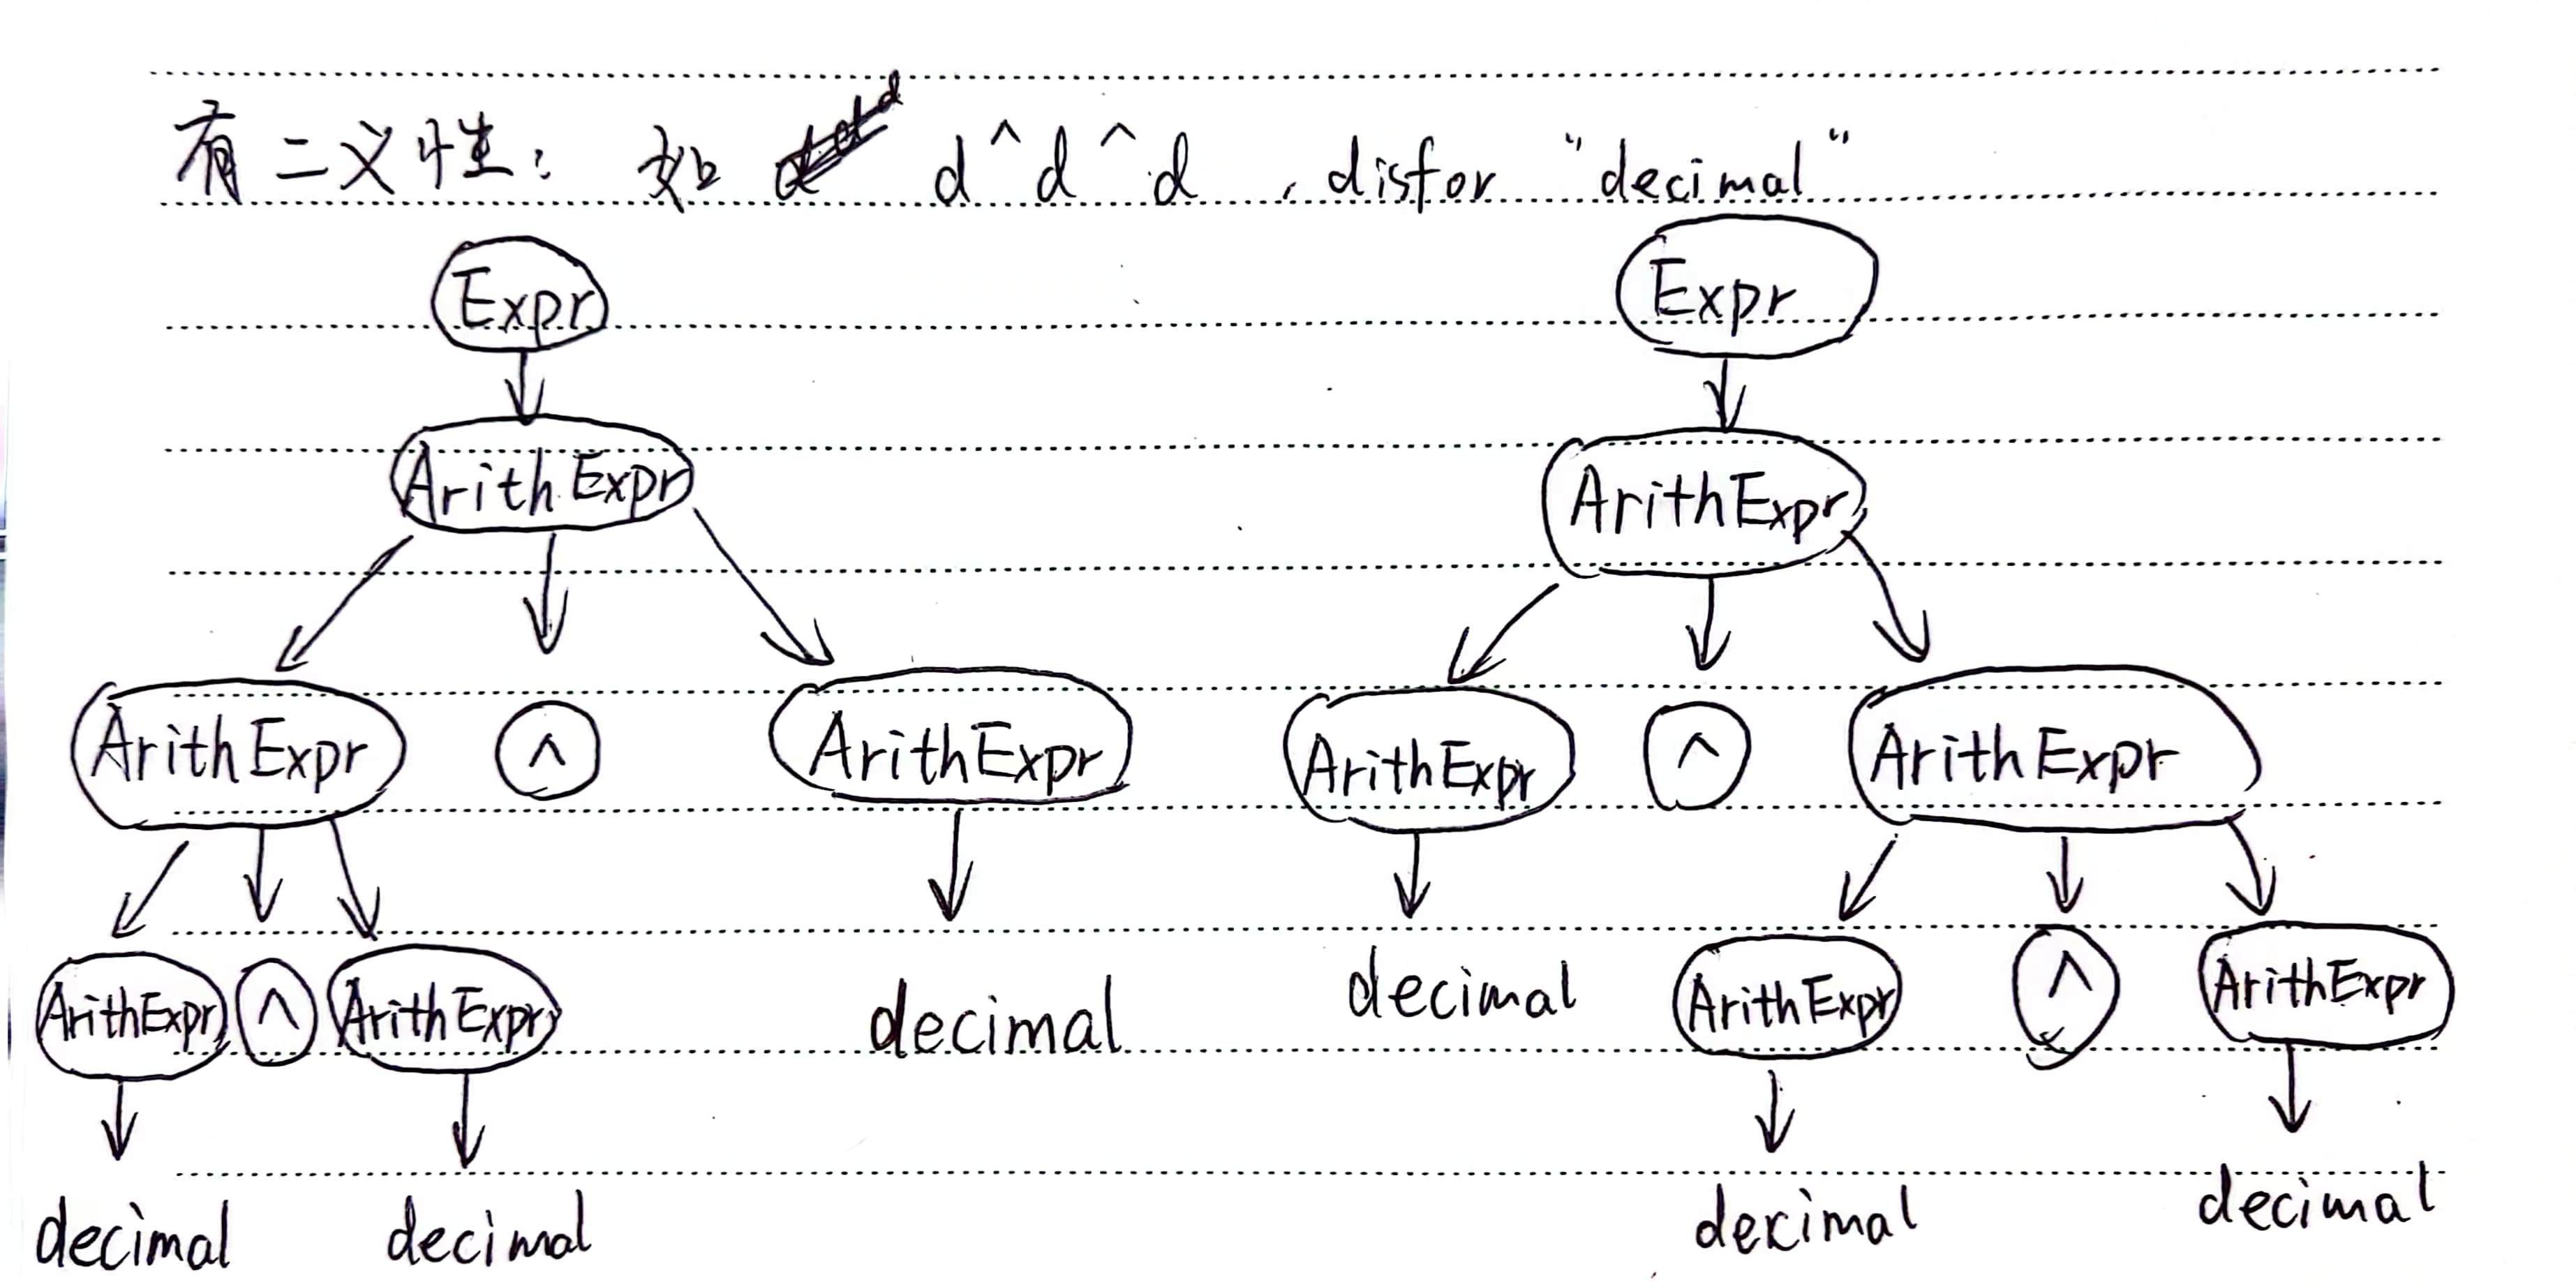 有二义性: 如 d^d^d , d is for "decimal"
Expr Expr
ArithExpr ArithExpr
ArithExpr ^ ArithExpr ArithExpr ^ ArithExpr
ArithExpr ^ ArithExpr decimal decimal ArithExpr ^ ArithExpr
decimal decimal decimal decimal